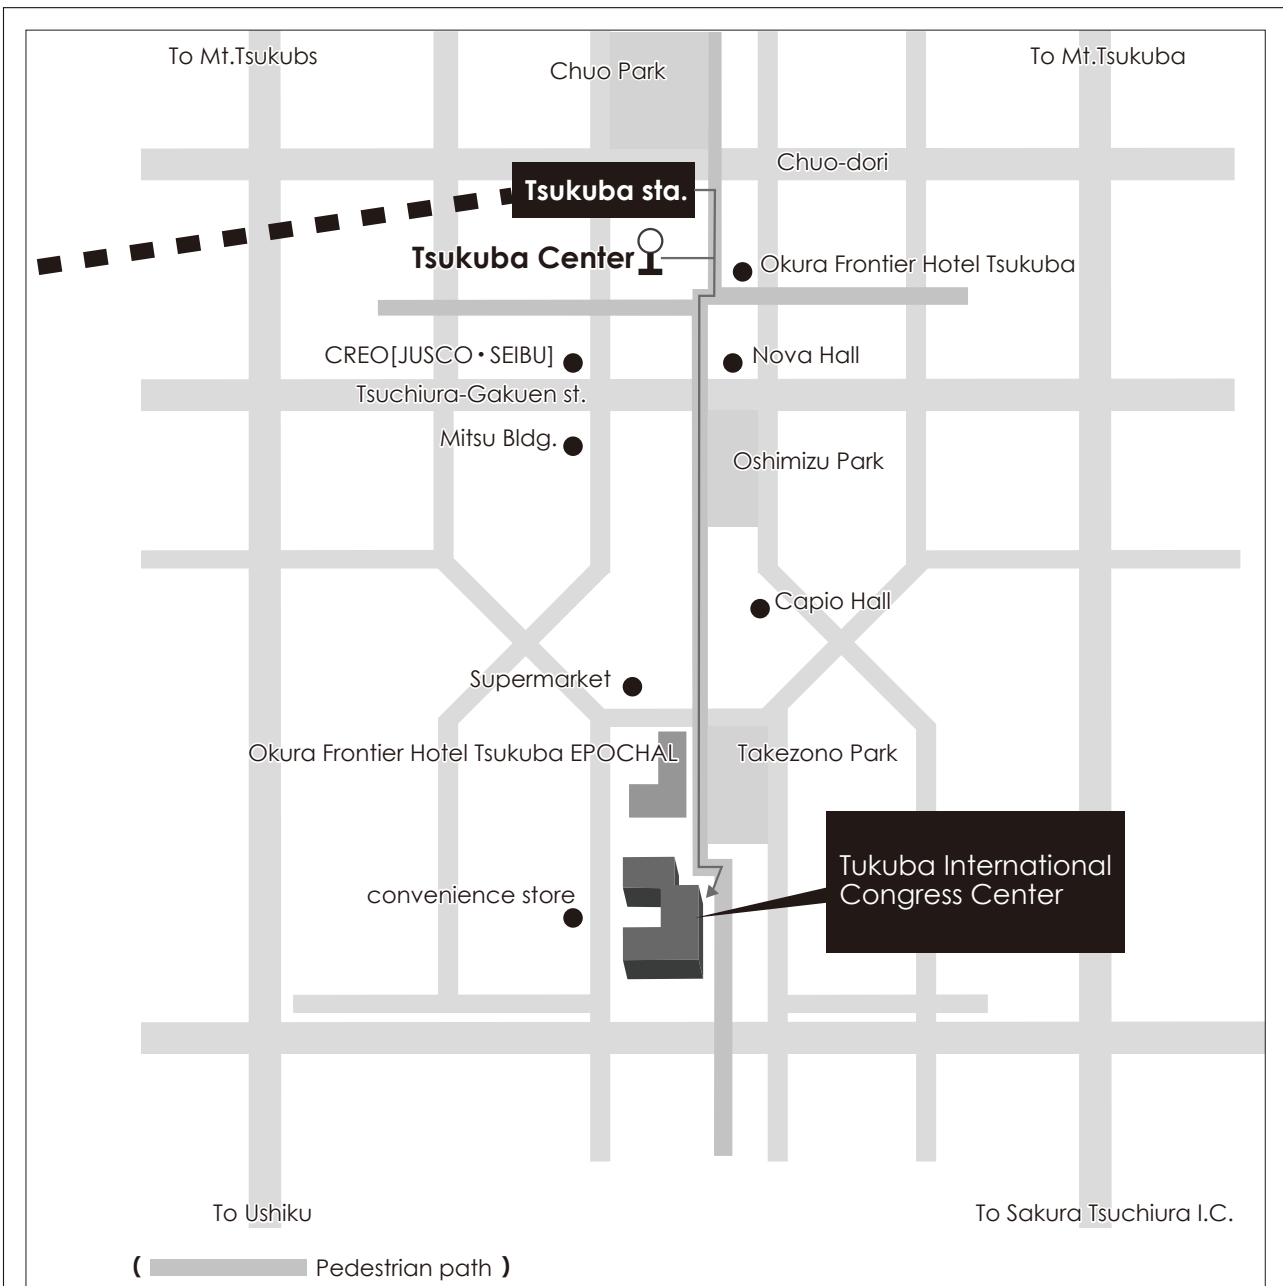 To Mt.Tsukubs
Chuo Park
To Mt.Tsukuba
Chuo-dori
Tsukuba sta.
Tsukuba Center
Okura Frontier Hotel Tsukuba
CREO[JUSCO・SEIBU]
Nova Hall
Tsuchiura-Gakuen st.
Mitsu Bldg.
Oshimizu Park
Capio Hall
Supermarket
Okura Frontier Hotel Tsukuba EPOCHAL
Takezono Park
Tukuba International
Congress Center
convenience store
To Ushiku
To Sakura Tsuchiura I.C.
( Pedestrian path )